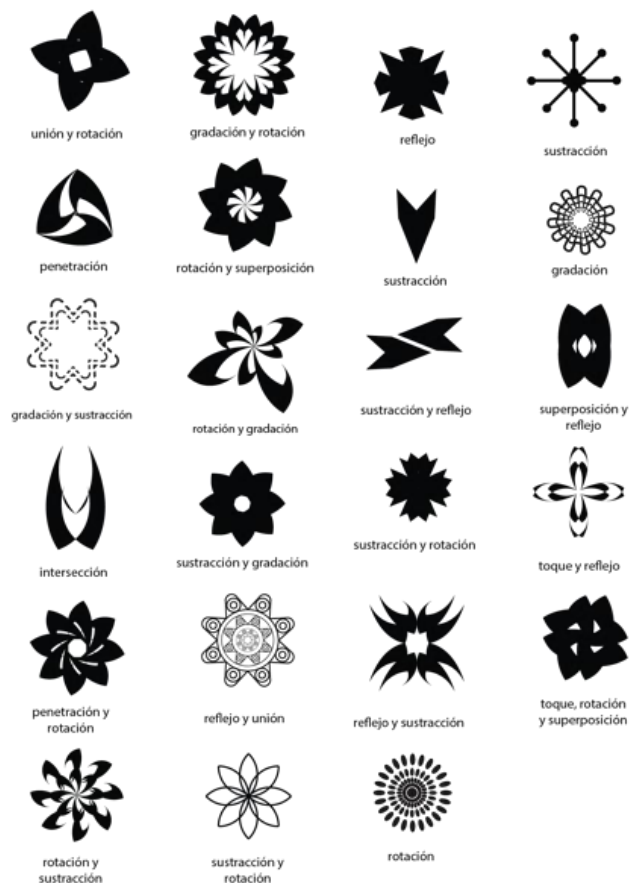 unión y rotación
gradación y rotación
reflejo
sustracción
penetración
rotación y superposición
sustracción
gradación
gradación y sustracción
rotación y gradación
sustracción y reflejo
superposición y
reflejo
intersección
sustracción y gradación
sustracción y rotación
toque y reflejo
penetración y
rotación
reflejo y unión
reflejo y sustracción
toque, rotación
y superposición
rotación y
sustracción
sustracción y
rotación
rotación